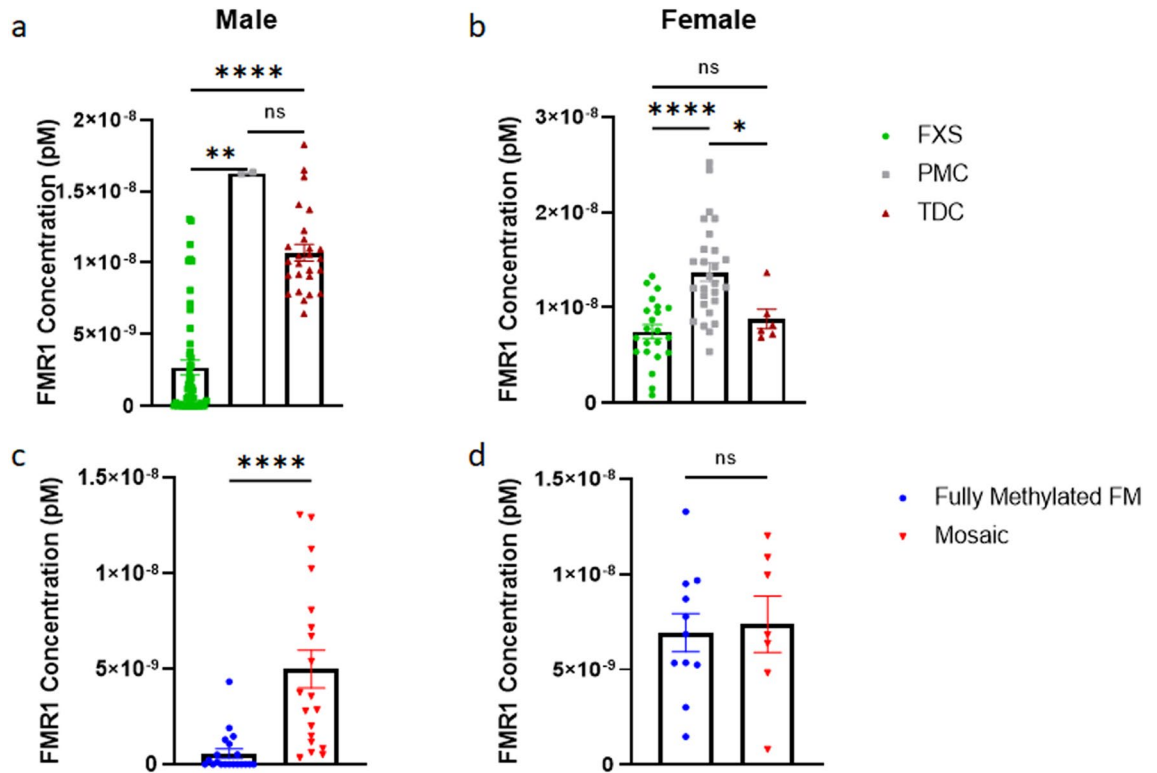 a
Male
****
ns
**
FMR1 Concentration (pM)
2×10⁻⁸
1.5×10⁻⁸
1×10⁻⁸
5×10⁻⁹
0
b
Female
ns
****
*
FMR1 Concentration (pM)
3×10⁻⁸
2×10⁻⁸
1×10⁻⁸
0
FXS
PMC
TDC
c
****
FMR1 Concentration (pM)
1.5×10⁻⁸
1×10⁻⁸
5×10⁻⁹
0
d
ns
FMR1 Concentration (pM)
1.5×10⁻⁸
1×10⁻⁸
5×10⁻⁹
0
Fully Methylated FM
Mosaic